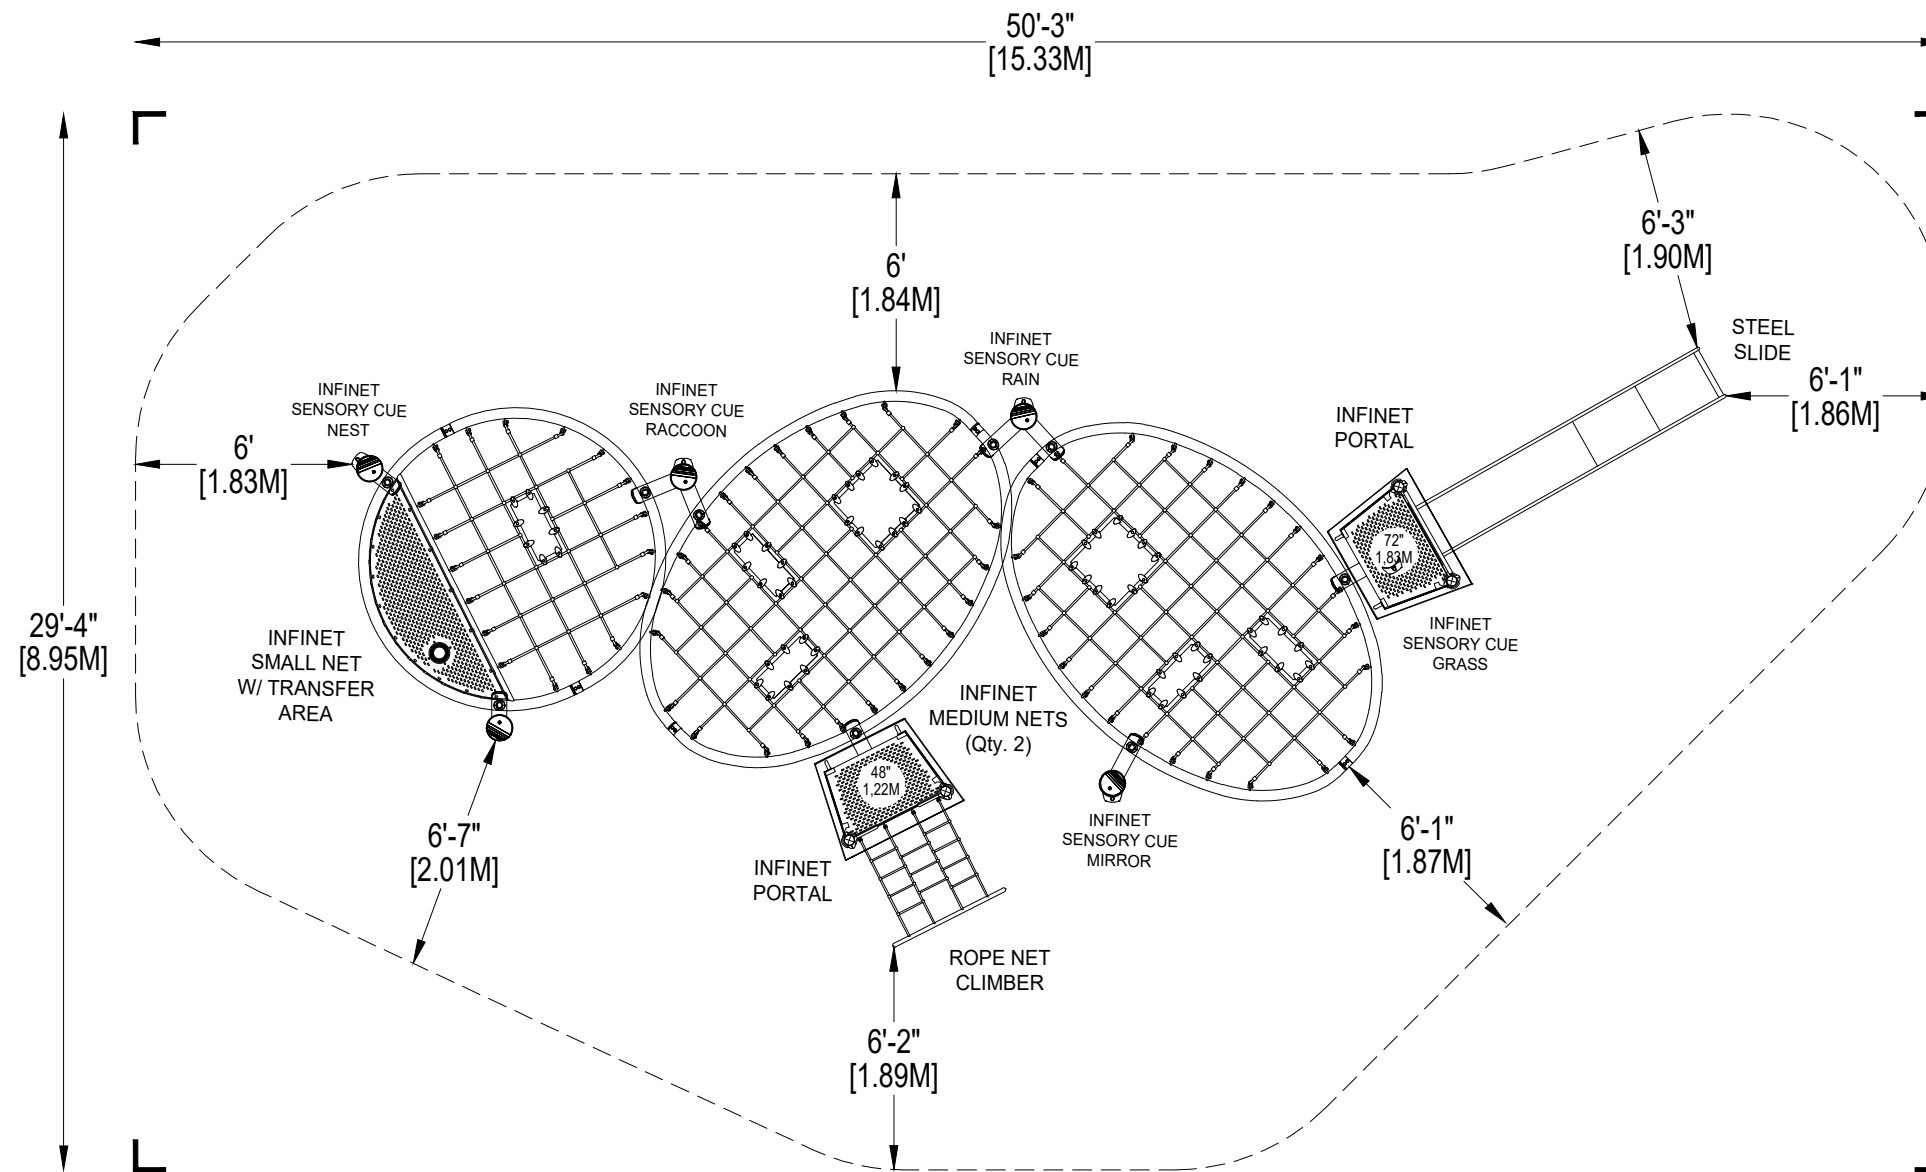 50'-3"
[15.33M]
6'-3"
[1.90M]
6'
[1.84M]
STEEL
SLIDE
INFINET
SENSORY CUE
RAIN
6'-1"
[1.86M]
INFINET
SENSORY CUE
NEST
INFINET
SENSORY CUE
RACCOON
INFINET
PORTAL
6'
[1.83M]
72"
1,83M
29'-4"
[8.95M]
INFINET
SMALL NET
W/ TRANSFER
AREA
INFINET
SENSORY CUE
GRASS
INFINET
MEDIUM NETS
(Qty. 2)
48"
1,22M
INFINET
SENSORY CUE
MIRROR
6'-7"
[2.01M]
6'-1"
[1.87M]
INFINET
PORTAL
ROPE NET
CLIMBER
6'-2"
[1.89M]